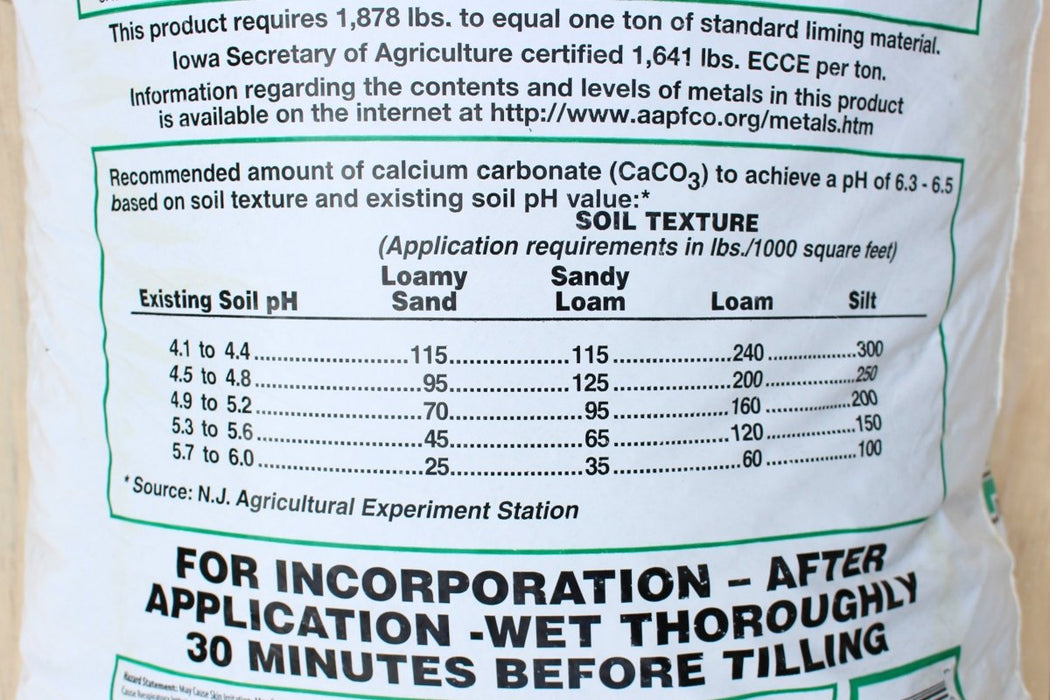 This product requires 1,878 lbs. to equal one ton of standard liming material.
Iowa Secretary of Agriculture certified 1,641 lbs. ECCE per ton.
Information regarding the contents and levels of metals in this product
is available on the internet at http://www.aapfco.org/metals.htm
Recommended amount of calcium carbonate (CaCO3) to achieve a pH of 6.3 - 6.5
based on soil texture and existing soil pH value:*
SOIL TEXTURE
(Application requirements in lbs./1000 square feet)
Loamy Sandy
Existing Soil pH Sand Loam Loam Silt
4.1 to 4.4 115 115 240 300
4.5 to 4.8 95 125 200 250
4.9 to 5.2 70 95 160 200
5.3 to 5.6 45 65 120 150
5.7 to 6.0 25 35 60 100
*Source: N.J. Agricultural Experiment Station
FOR INCORPORATION – AFTER
APPLICATION -WET THOROUGHLY
30 MINUTES BEFORE TILLING
Hazard Statement: May Cause Skin